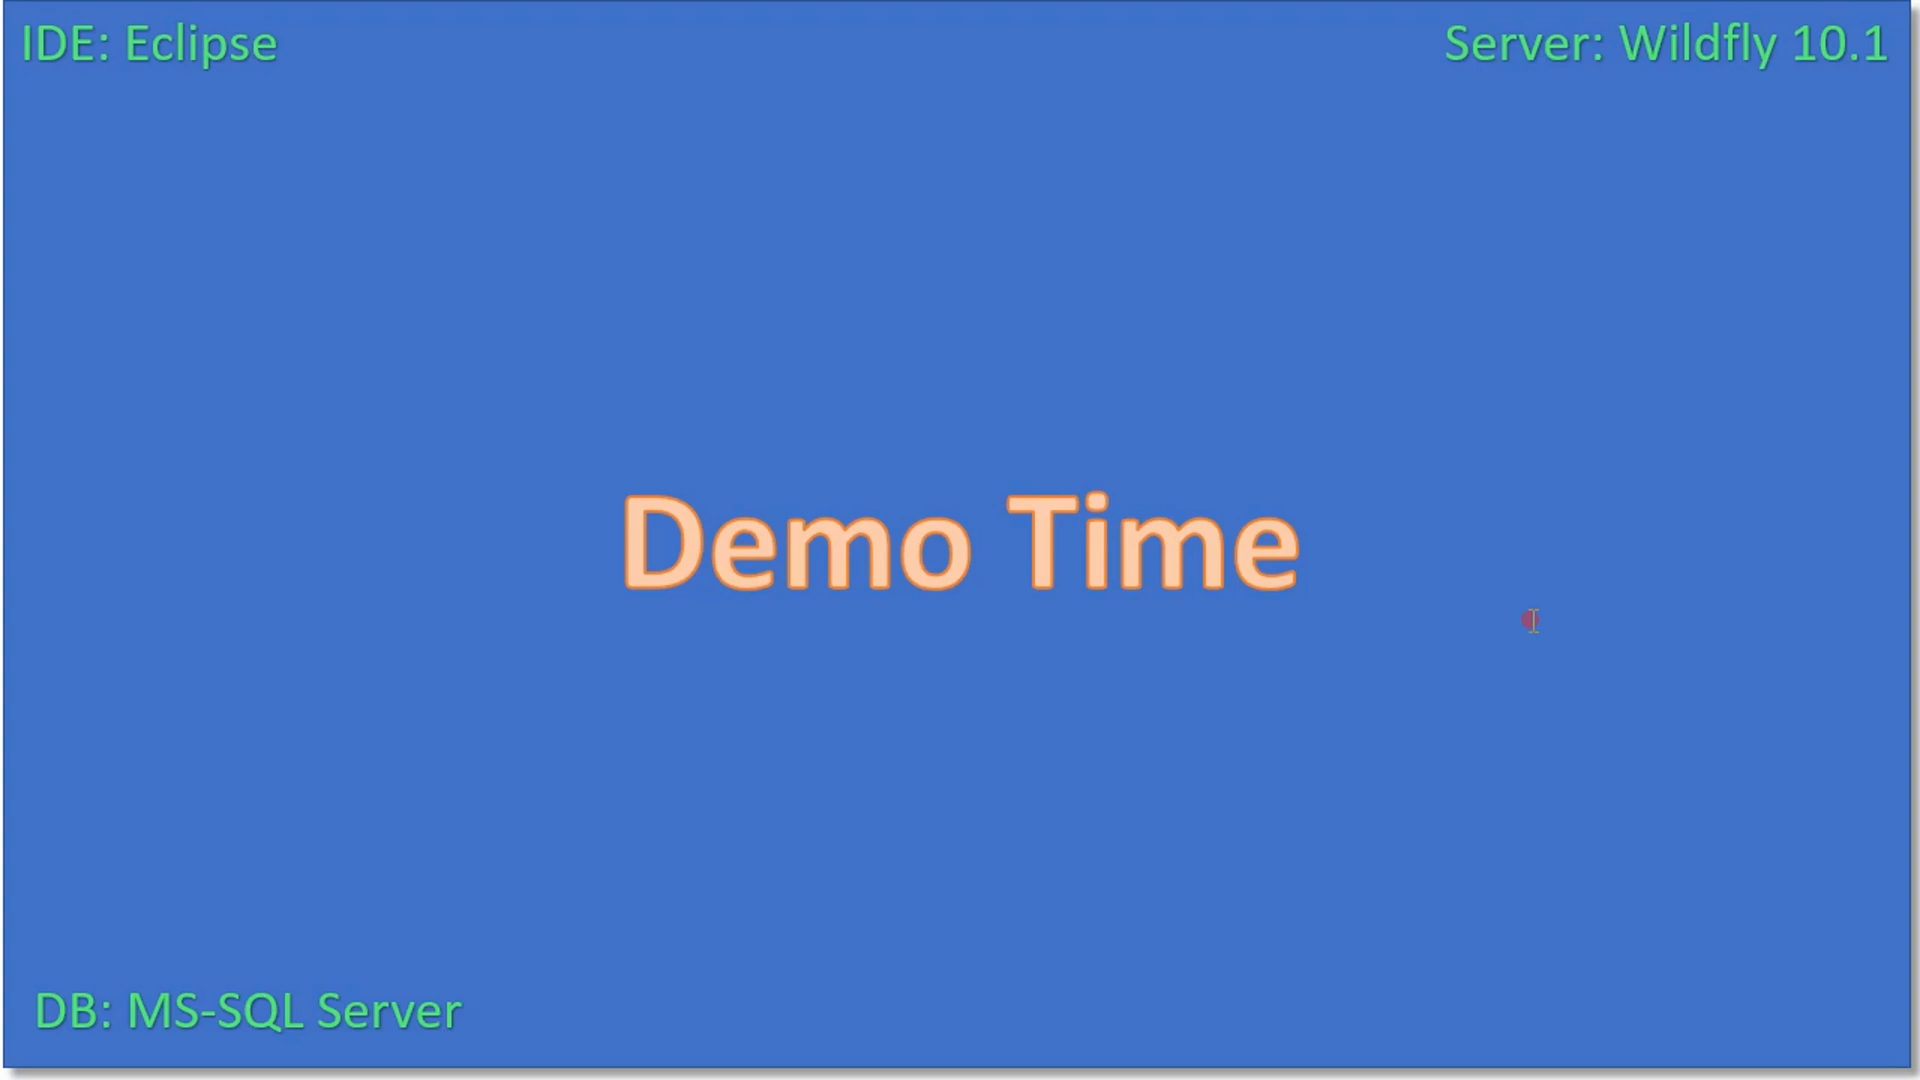 IDE: Eclipse
Server: Wildfly 10.1
Demo Time
DB: MS-SQL Server